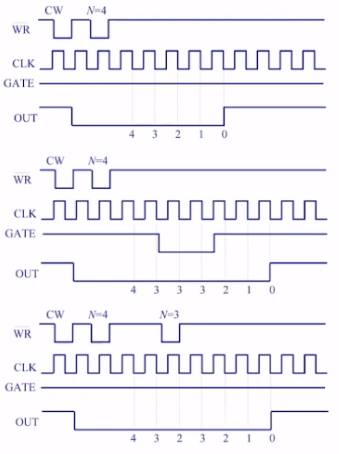 CW N=4
WR
CLK
GATE
OUT
4 3 2 1 0
CW N=4
WR
CLK
GATE
OUT
4 3 3 3 2 1 0
CW N=4 N=3
WR
CLK
GATE
OUT
4 3 2 3 2 1 0